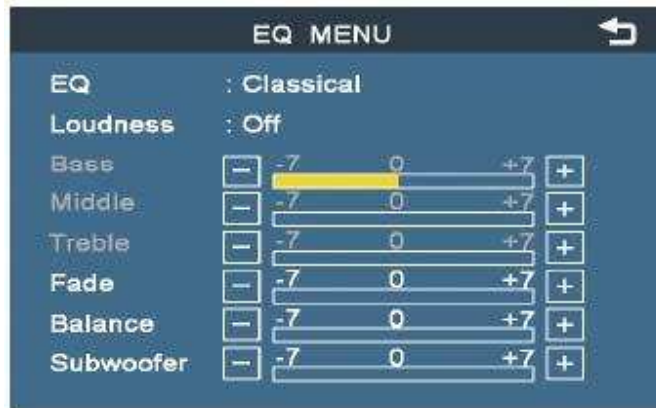 EQ MENU
EQ : Classical
Loudness : Off
Bass - -7 0 +7 +
Middle - -7 0 +7 +
Treble - -7 0 +7 +
Fade - -7 0 +7 +
Balance - -7 0 +7 +
Subwoofer - -7 0 +7 +